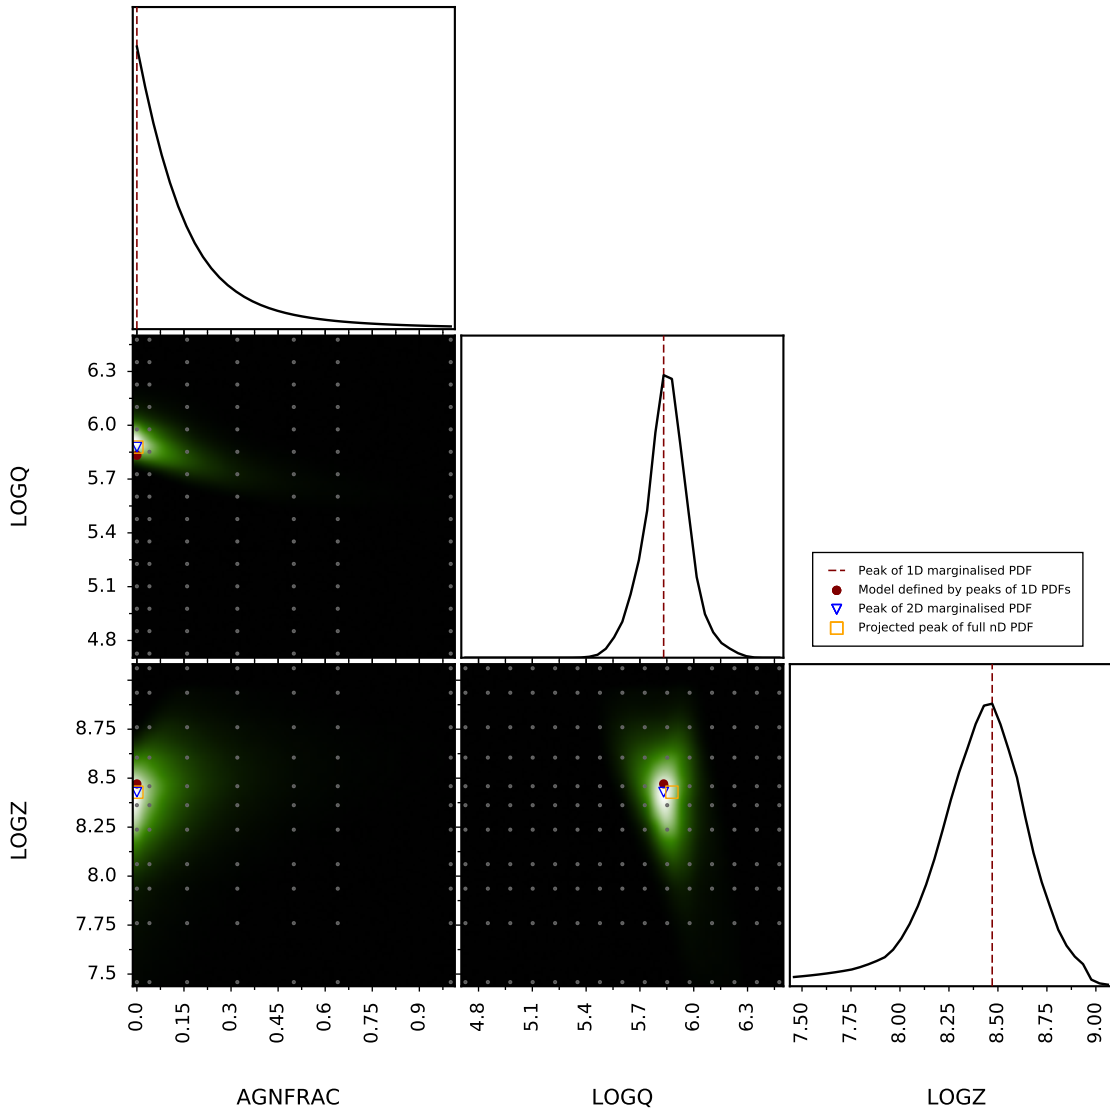 6.3
6.0
5.7
5.4
5.1
4.8
LOGQ
Peak of 1D marginalised PDF
Model defined by peaks of 1D PDFs
Peak of 2D marginalised PDF
Projected peak of full nD PDF
8.75
8.5
8.25
8.0
7.75
7.5
LOGZ
0.0 0.15 0.3 0.45 0.6 0.75 0.9
4.8 5.1 5.4 5.7 6.0 6.3
7.50 7.75 8.00 8.25 8.50 8.75 9.00
AGNFRAC LOGQ LOGZ